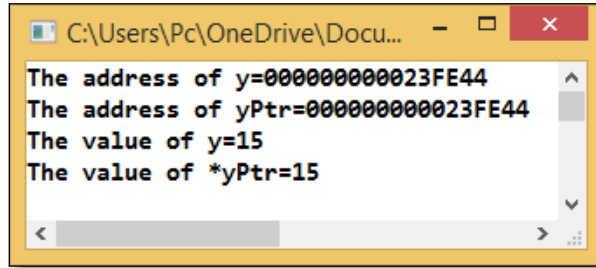 C:\Users\Pc\OneDrive\Docu...
The address of y=000000000023FE44
The address of yPtr=000000000023FE44
The value of y=15
The value of *yPtr=15